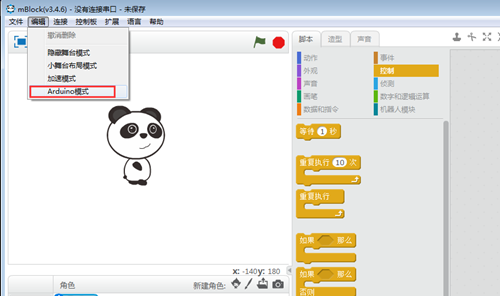 mBlock(v3.4.6) - 没有连接串口 - 未保存
文件 编辑 连接 控制板 扩展 语言 帮助
撤消删除
隐藏舞台模式
小舞台布局模式
加速模式
Arduino模式
脚本 造型 声音
动作 事件
外观 控制
声音 侦测
画笔 数字和逻辑运算
数据和指令 机器人模块
等待 1 秒
重复执行 10 次
重复执行
如果 那么
如果 那么
否则
x: -140 y: 180
角色 新建角色: